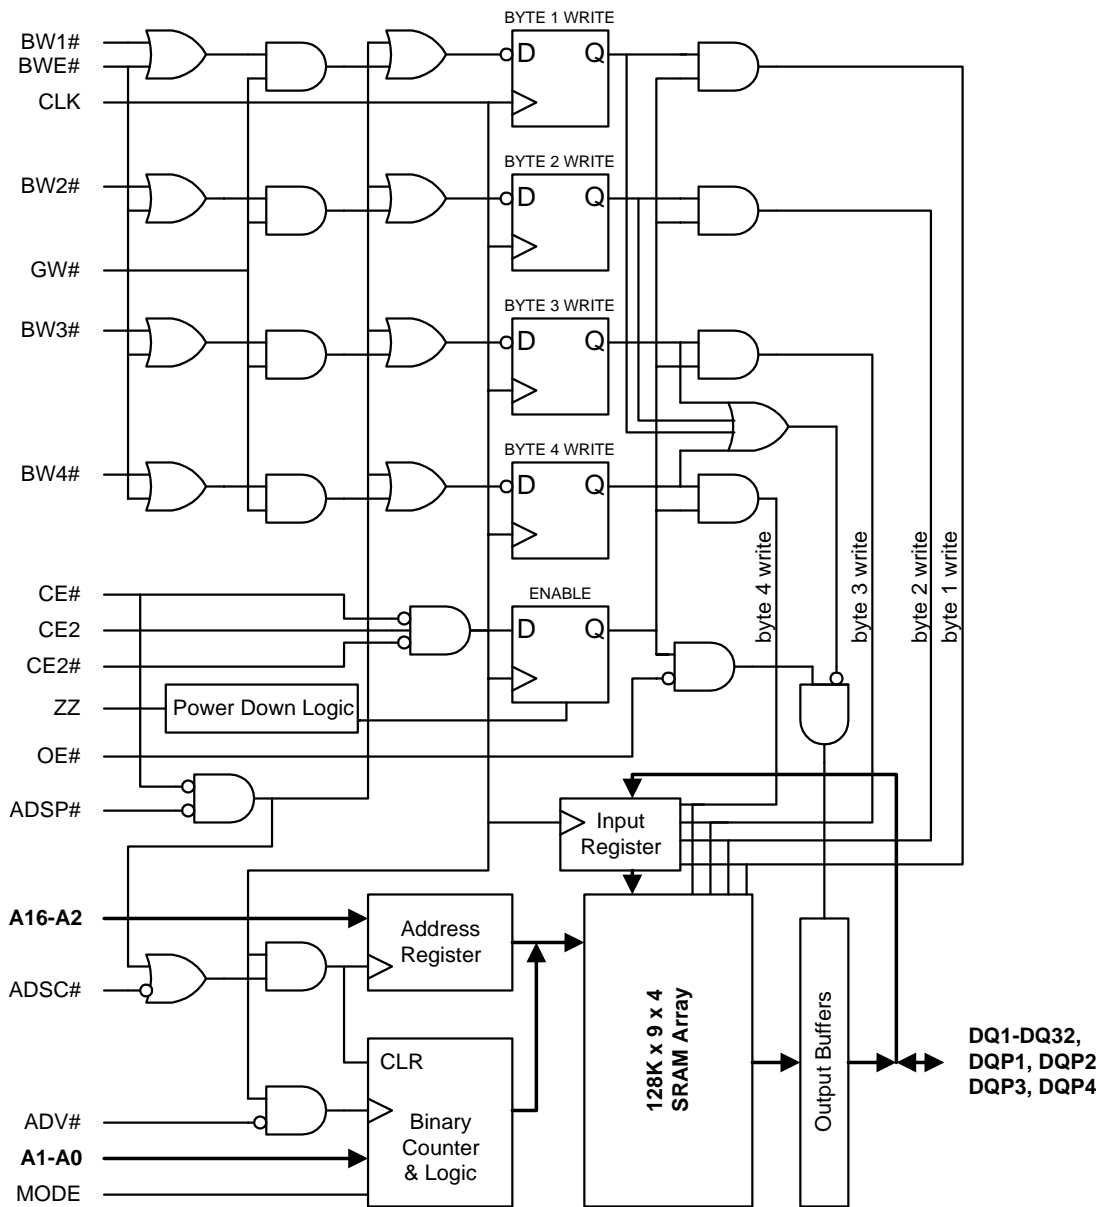 BYTE 1 WRITE
BW1#
BWE#
D Q
CLK
BYTE 2 WRITE
BW2#
D Q
GW#
BYTE 3 WRITE
BW3#
D Q
BYTE 4 WRITE
BW4#
D Q
byte 4 write
byte 3 write
byte 2 write
byte 1 write
CE#
ENABLE
CE2
D Q
CE2#
ZZ
Power Down Logic
OE#
ADSP#
Input
Register
A16-A2
Address
Register
ADSC#
128K x 9 x 4
SRAM Array
Output Buffers
DQ1-DQ32,
DQP1, DQP2
DQP3, DQP4
CLR
ADV#
Binary
Counter
& Logic
A1-A0
MODE